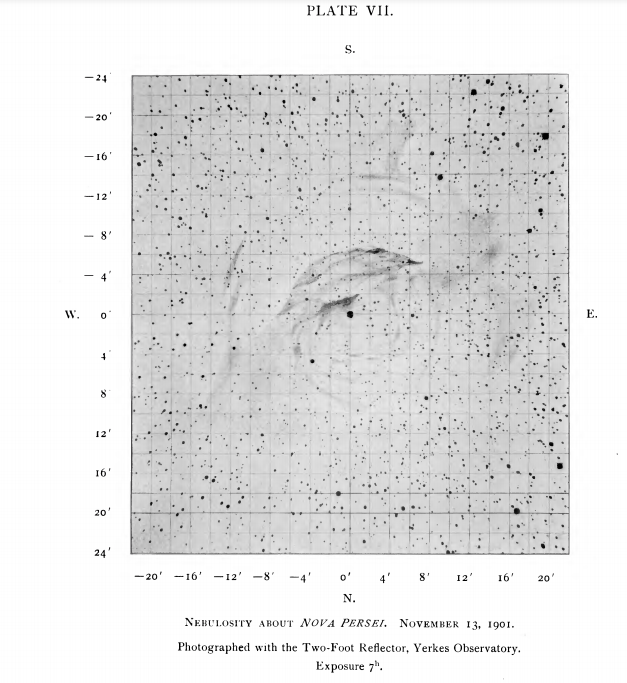 PLATE VII.
S.
−24′
−20′
−16′
−12′
− 8′
− 4′
W. 0′ E.
4′
8′
12′
16′
20′
24′
−20′ −16′ −12′ −8′ −4′ 0′ 4′ 8′ 12′ 16′ 20′
N.
NEBULOSITY ABOUT NOVA PERSEI. NOVEMBER 13, 1901.
Photographed with the Two-Foot Reflector, Yerkes Observatory.
Exposure 7ʰ.